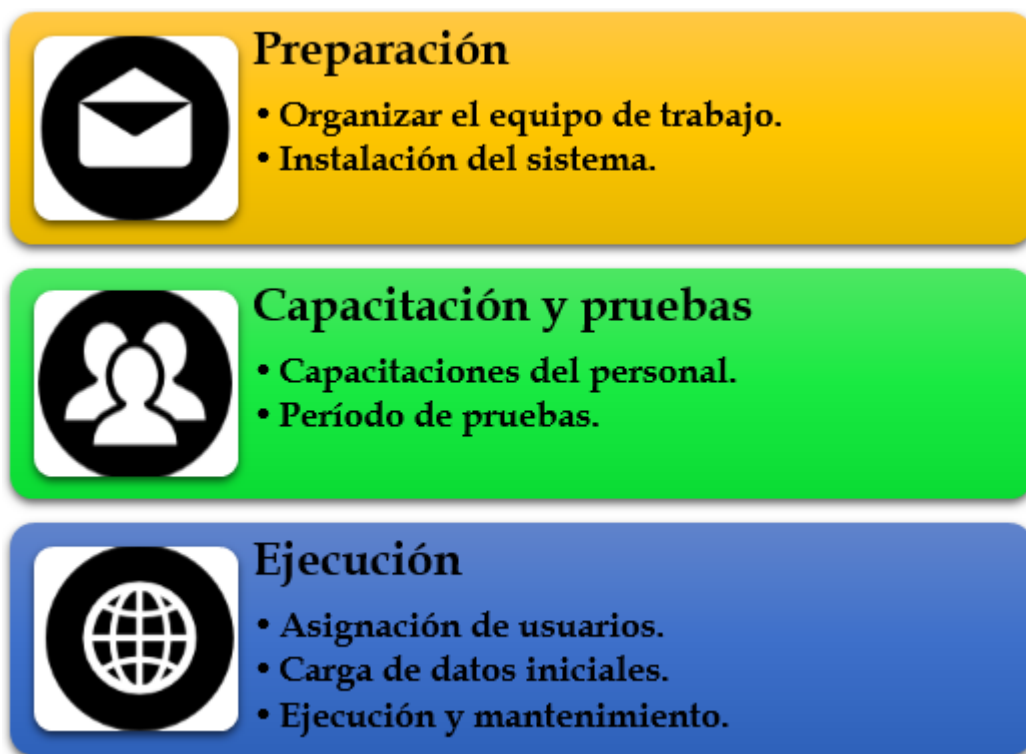 Preparación
• Organizar el equipo de trabajo.
• Instalación del sistema.
Capacitación y pruebas
• Capacitaciones del personal.
• Período de pruebas.
Ejecución
• Asignación de usuarios.
• Carga de datos iniciales.
• Ejecución y mantenimiento.